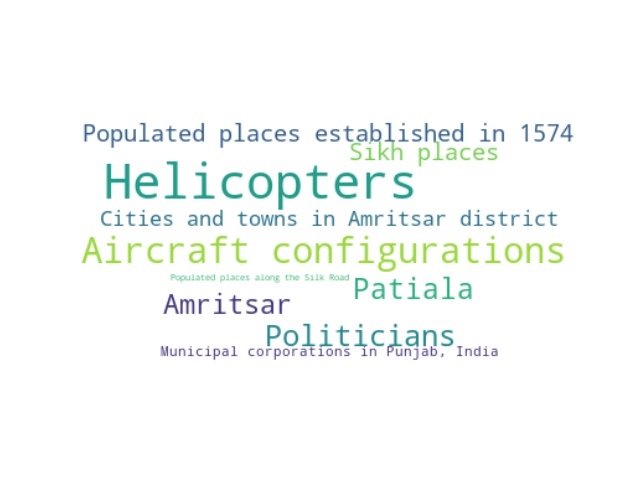 Populated places established in 1574
Sikh places
Helicopters
Cities and towns in Amritsar district
Aircraft configurations
Populated places along the Silk Road
Patiala
Amritsar
Politicians
Municipal corporations in Punjab, India